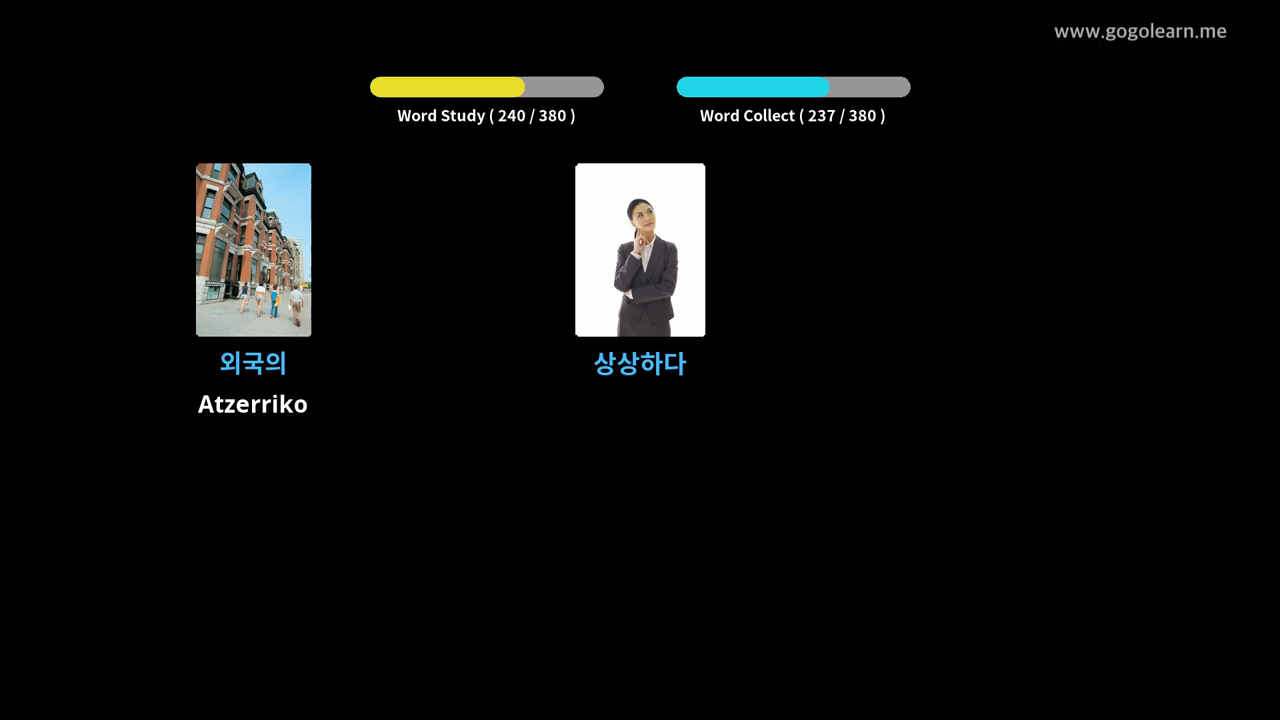 www.gogolearn.me
Word Study ( 240 / 380 )
Word Collect ( 237 / 380 )
외국의
상상하다
Atzerriko